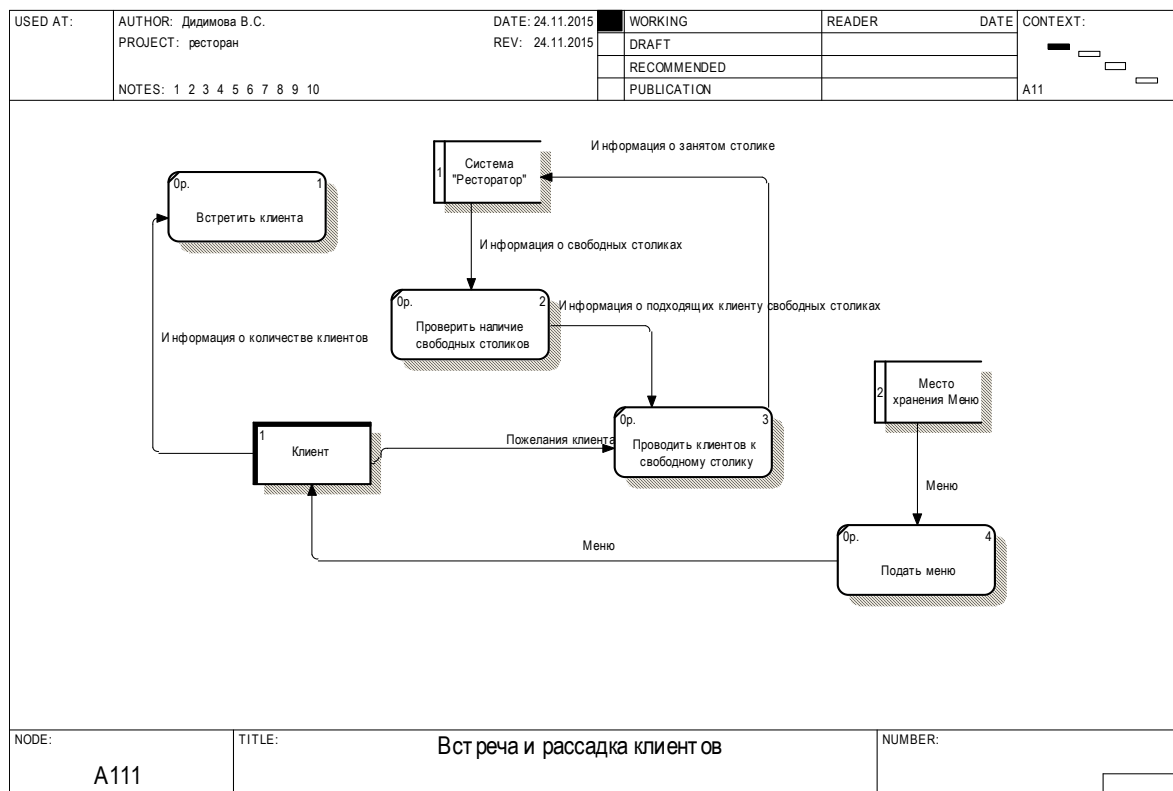 USED AT:
AUTHOR: Дидимова В.С.
DATE: 24.11.2015
PROJECT: ресторан
REV: 24.11.2015
NOTES: 1 2 3 4 5 6 7 8 9 10
WORKING
DRAFT
RECOMMENDED
PUBLICATION
READER
DATE
CONTEXT:
A11
Информация о занятом столике
1
Система
"Ресторатор"
0р.
1
Встретить клиента
Информация о свободных столиках
0р.
2
Проверить наличие
свободных столиков
Информация о подходящих клиенту свободных столиках
Информация о количестве клиентов
2
Место
хранения Меню
0р.
3
Проводить клиентов к
свободному столику
1
Клиент
Пожелания клиента
Меню
0р.
4
Подать меню
Меню
NODE:
A111
TITLE:
Встреча и рассадка клиентов
NUMBER: